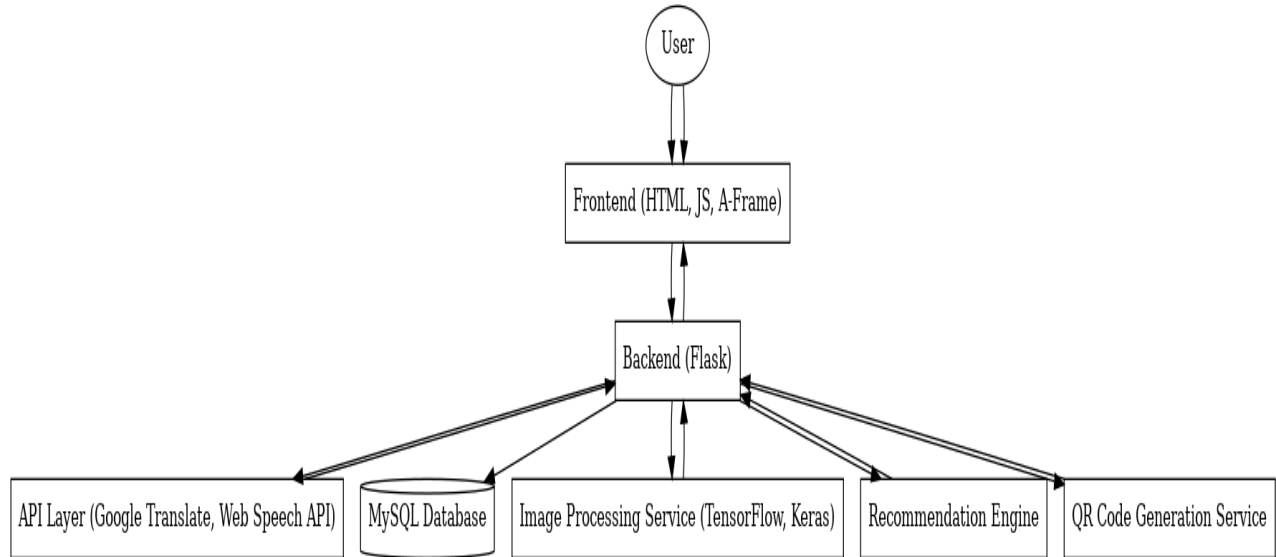 User
Frontend (HTML, JS, A-Frame)
Backend (Flask)
API Layer (Google Translate, Web Speech API)
MySQL Database
Image Processing Service (TensorFlow, Keras)
Recommendation Engine
QR Code Generation Service